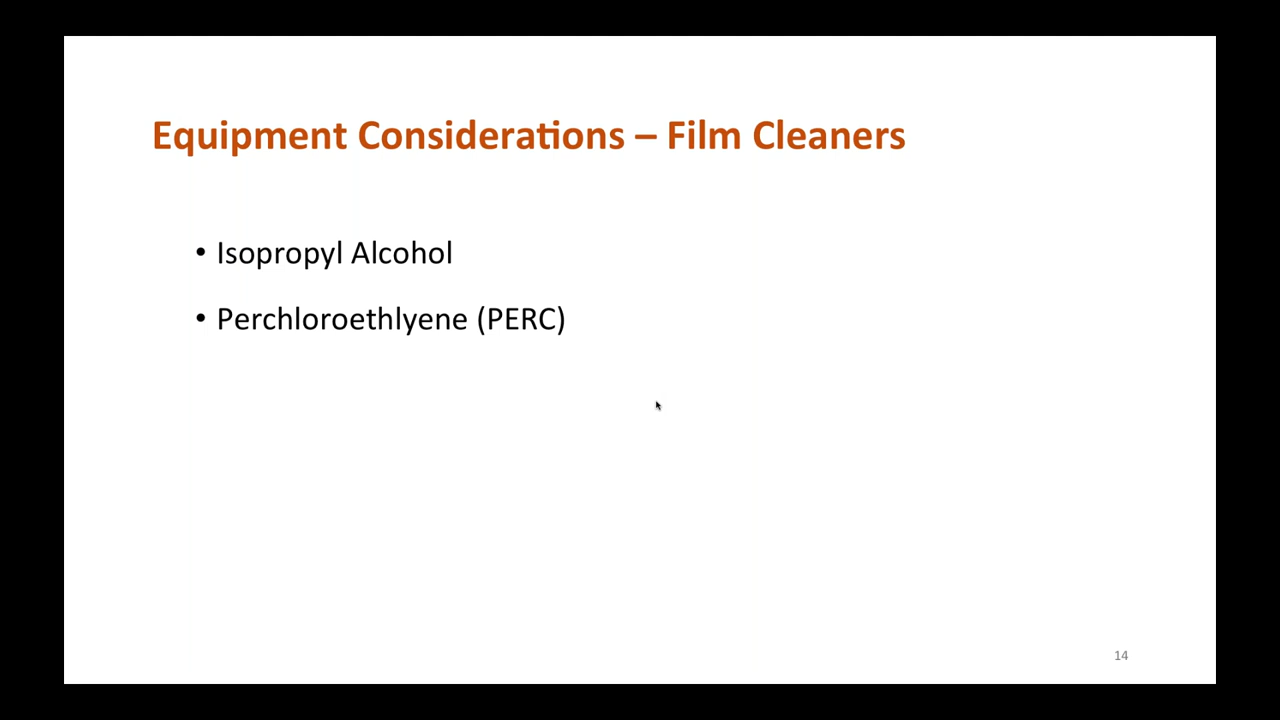 Equipment Considerations – Film Cleaners
• Isopropyl Alcohol
• Perchloroethlyene (PERC)
14